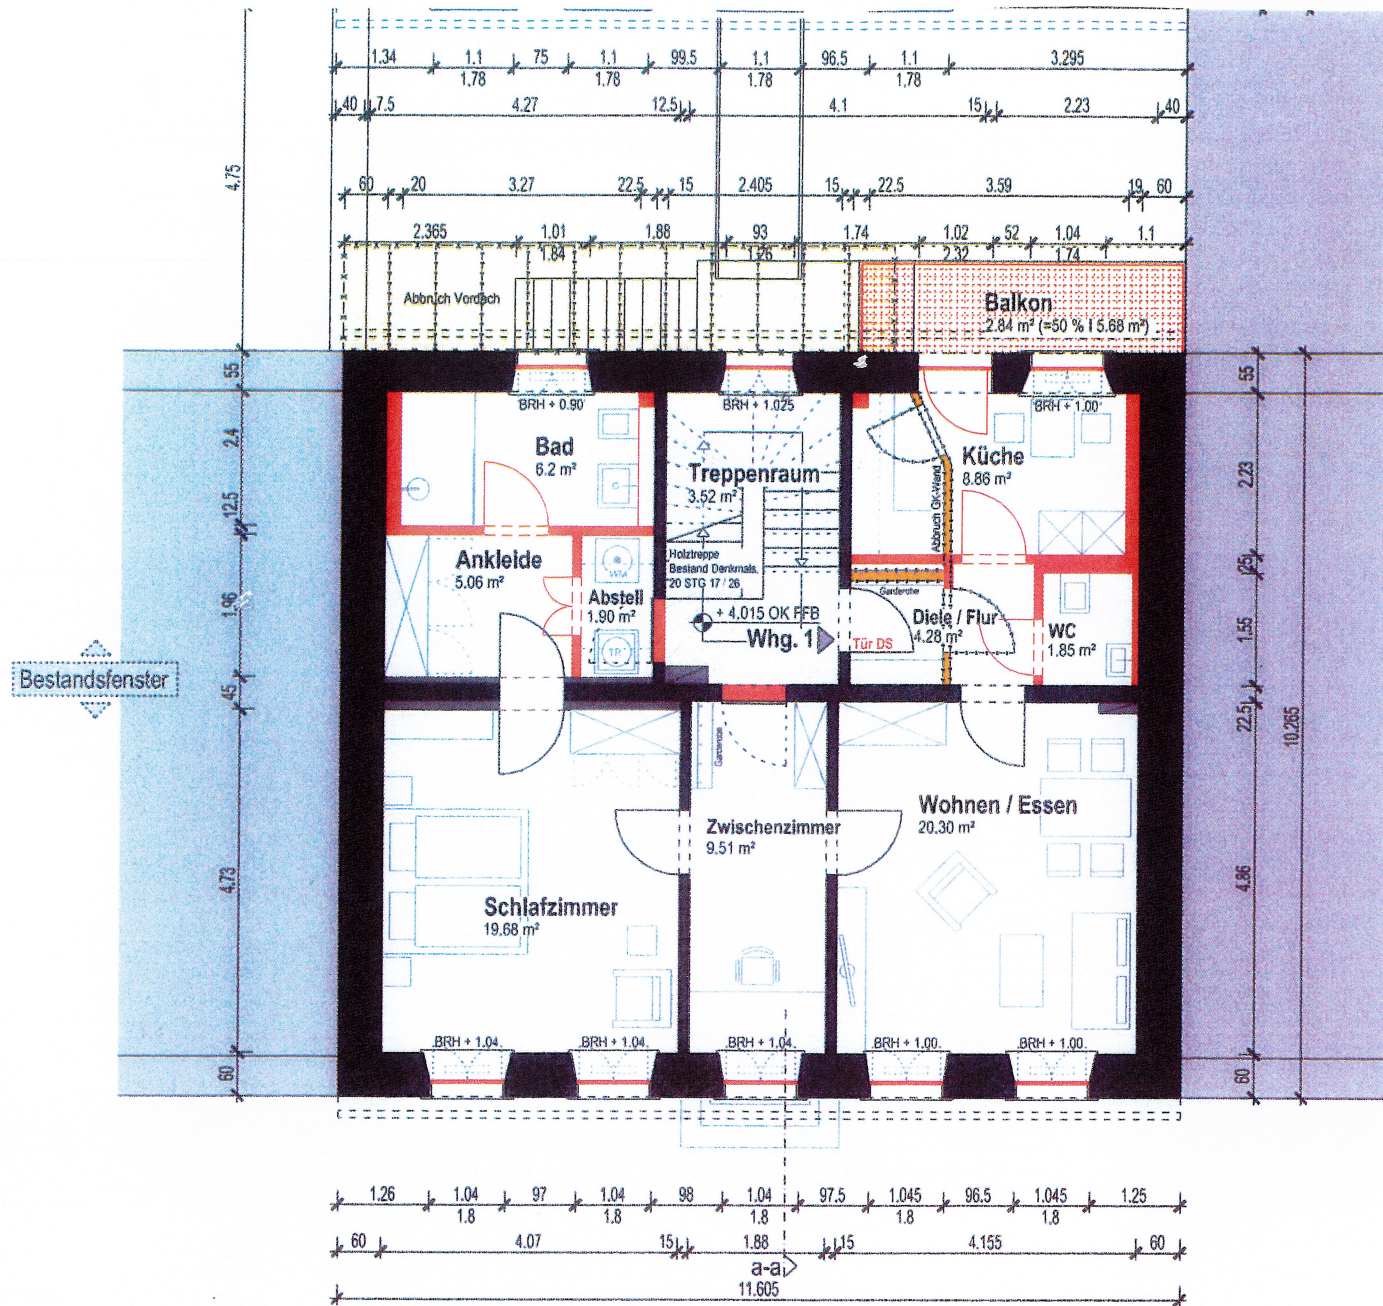 1.34 1.1 75 1.1 99.5 1.1 96.5 1.1 3.295
1.78 1.78 1.78 1.78
40 7.5 4.27 12.5 4.1 15 2.23 40
4.75
60 20 3.27 22.5 15 2.405 15 22.5 3.59 19 60
2.365 1.01 1.88 93 1.74 1.02 52 1.04 1.1
1.84 1.26 2.32 1.74
Abbruch Vordach
Balkon
2.84 m² (=50 % I 5.68 m²)
55
55
BRH + 0.90
BRH + 1.025
BRH + 1.00
2.4
Bad
6.2 m²
Treppenraum
3.52 m²
Küche
8.86 m²
2.23
12.5
Abbruch GK-Wand
Ankleide
5.06 m²
Holztreppe
Bestand Denkmals.
20 STG 17 / 26
25
WM
Abstell
1.90 m²
Garderobe
1.96
+ 4.015 OK FFB
Whg. 1
Diele / Flur
4.28 m²
WC
1.85 m²
1.55
TR
Tür DS
Bestandsfenster
45
22.5
10.265
Garderobe
Zwischenzimmer
9.51 m²
Wohnen / Essen
20.30 m²
4.73
4.86
Schlafzimmer
19.68 m²
BRH + 1.04
BRH + 1.04
BRH + 1.04
BRH + 1.00
BRH + 1.00
60
60
1.26 1.04 97 1.04 98 1.04 97.5 1.045 96.5 1.045 1.25
1.8 1.8 1.8 1.8 1.8
60 4.07 15 1.88 15 4.155 60
a-a
11.605